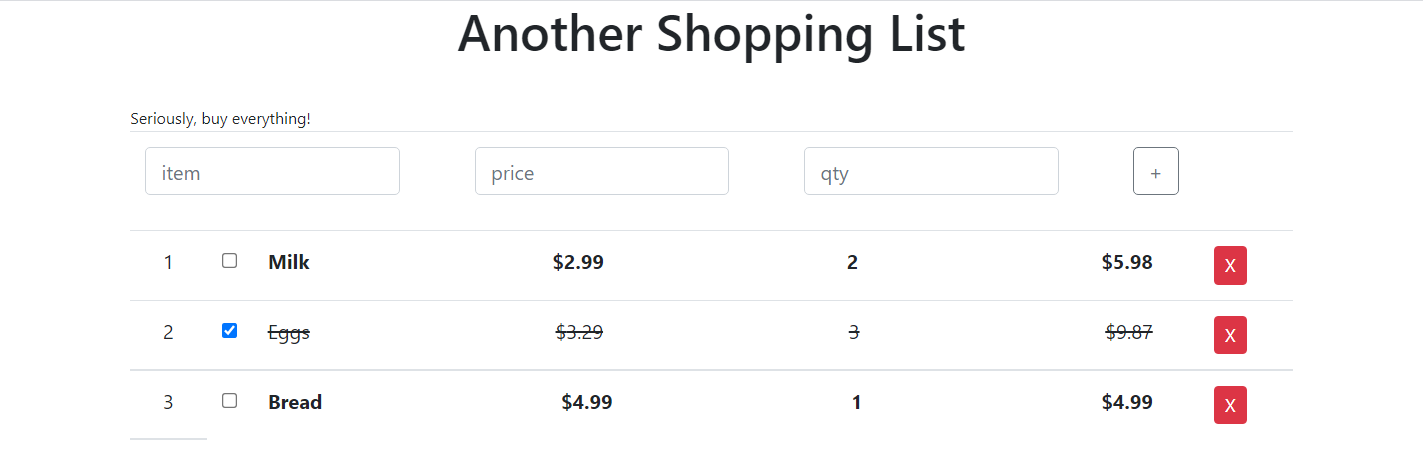 Another Shopping List
Seriously, buy everything!
item price qty +
1 Milk $2.99 2 $5.98 X
2 Eggs $3.29 3 $9.87 X
3 Bread $4.99 1 $4.99 X